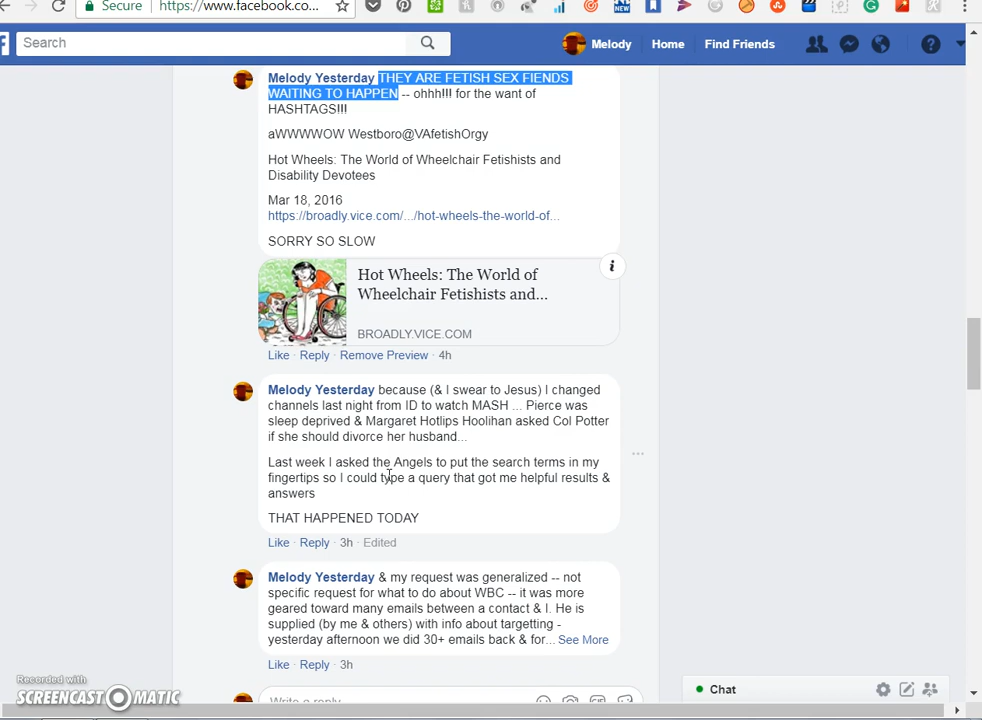 Secure
https://www.facebook.co...
NEW
Search
Melody
Home
Find Friends
Melody Yesterday THEY ARE FETISH SEX FIENDS
WAITING TO HAPPEN -- ohhh!!! for the want of
HASHTAGS!!!
aWWWWOW Westboro@VAfetishOrgy
Hot Wheels: The World of Wheelchair Fetishists and
Disability Devotees
Mar 18, 2016
https://broadly.vice.com/.../hot-wheels-the-world-of...
SORRY SO SLOW
Hot Wheels: The World of
Wheelchair Fetishists and...
BROADLY.VICE.COM
Like · Reply · Remove Preview · 4h
Melody Yesterday because (& I swear to Jesus) I changed
channels last night from ID to watch MASH ... Pierce was
sleep deprived & Margaret Hotlips Hoolihan asked Col Potter
if she should divorce her husband...
Last week I asked the Angels to put the search terms in my
fingertips so I could type a query that got me helpful results &
answers
THAT HAPPENED TODAY
Like · Reply · 3h · Edited
Melody Yesterday & my request was generalized -- not
specific request for what to do about WBC -- it was more
geared toward many emails between a contact & I. He is
supplied (by me & others) with info about targetting -
yesterday afternoon we did 30+ emails back & for... See More
Like · Reply · 3h
Write a reply...
Chat
Recorded with
SCREENCAST-O-MATIC